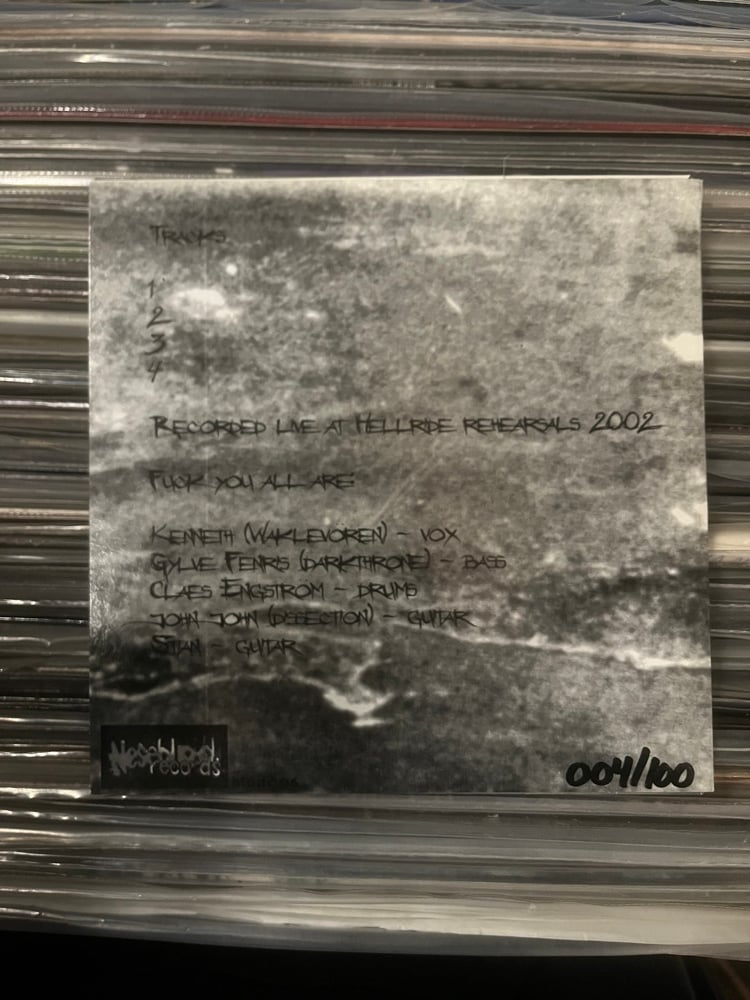 Tracks
1
2
3
4
Recorded live at Hellride rehearsals 2002
Fuck you all are:
Kenneth (Waklevören) - vox
Gylve Fenris (Darkthrone) - bass
Claes Engström - drums
John John (Disection) - guitar
Stian - guitar
Nosebleed
records
004/100